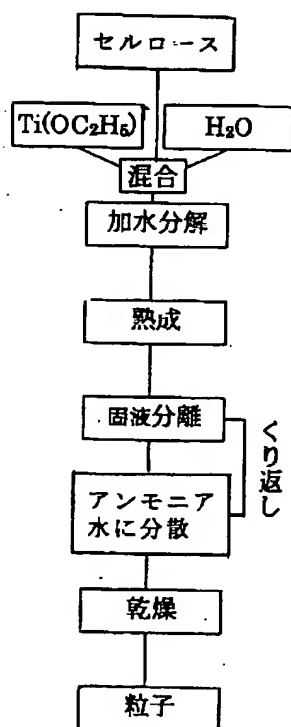 セルロース
Ti(OC₂H₅)
H₂O
混合
加水分解
熟成
固液分離
くり返し
アンモニア
水に分散
乾燥
粒子